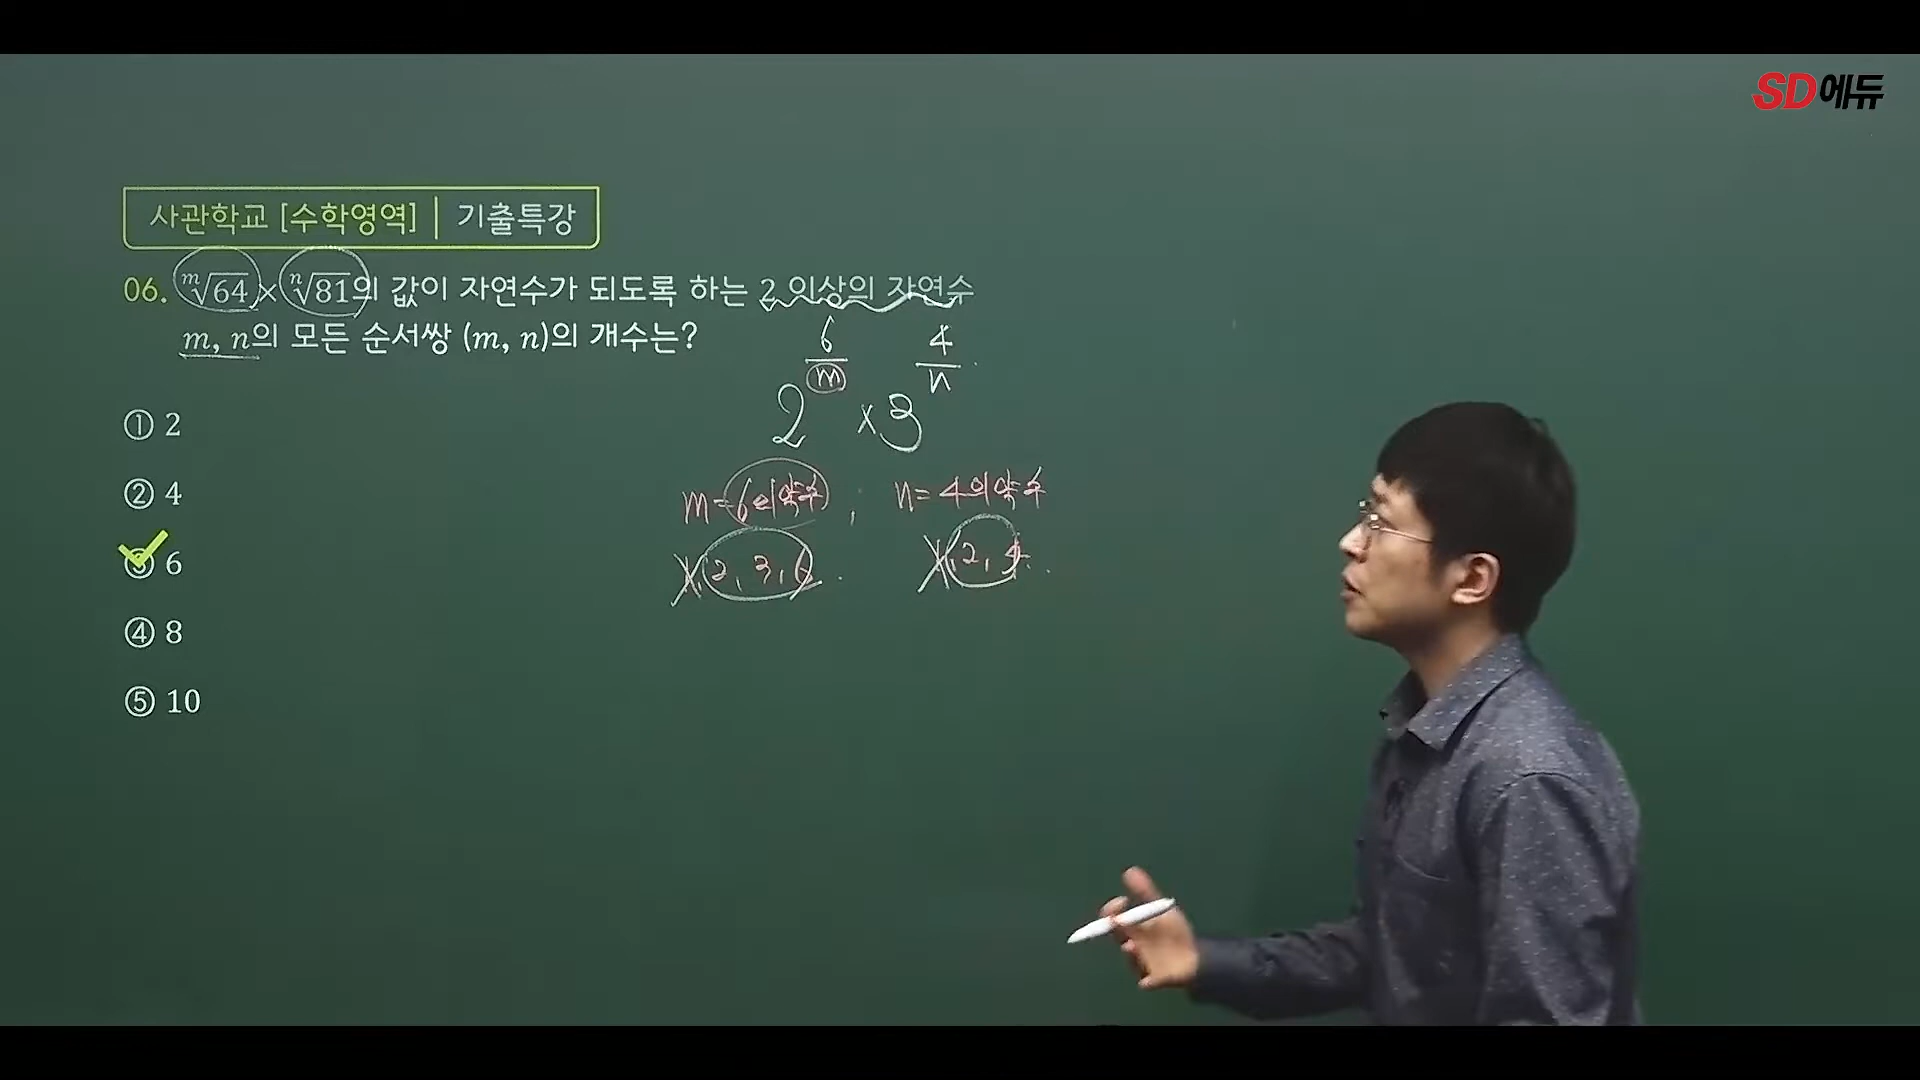 SD에듀
사관학교 [수학영역] | 기출특강
06. ᵐ√64 × ⁿ√81의 값이 자연수가 되도록 하는 2 이상의 자연수
m, n의 모든 순서쌍 (m, n)의 개수는?
2^(6/m) × 3^(4/n)
① 2
② 4
③ 6
④ 8
⑤ 10
m = 6의 약수 ; n = 4의 약수
1, 2, 3, 6 1, 2, 4